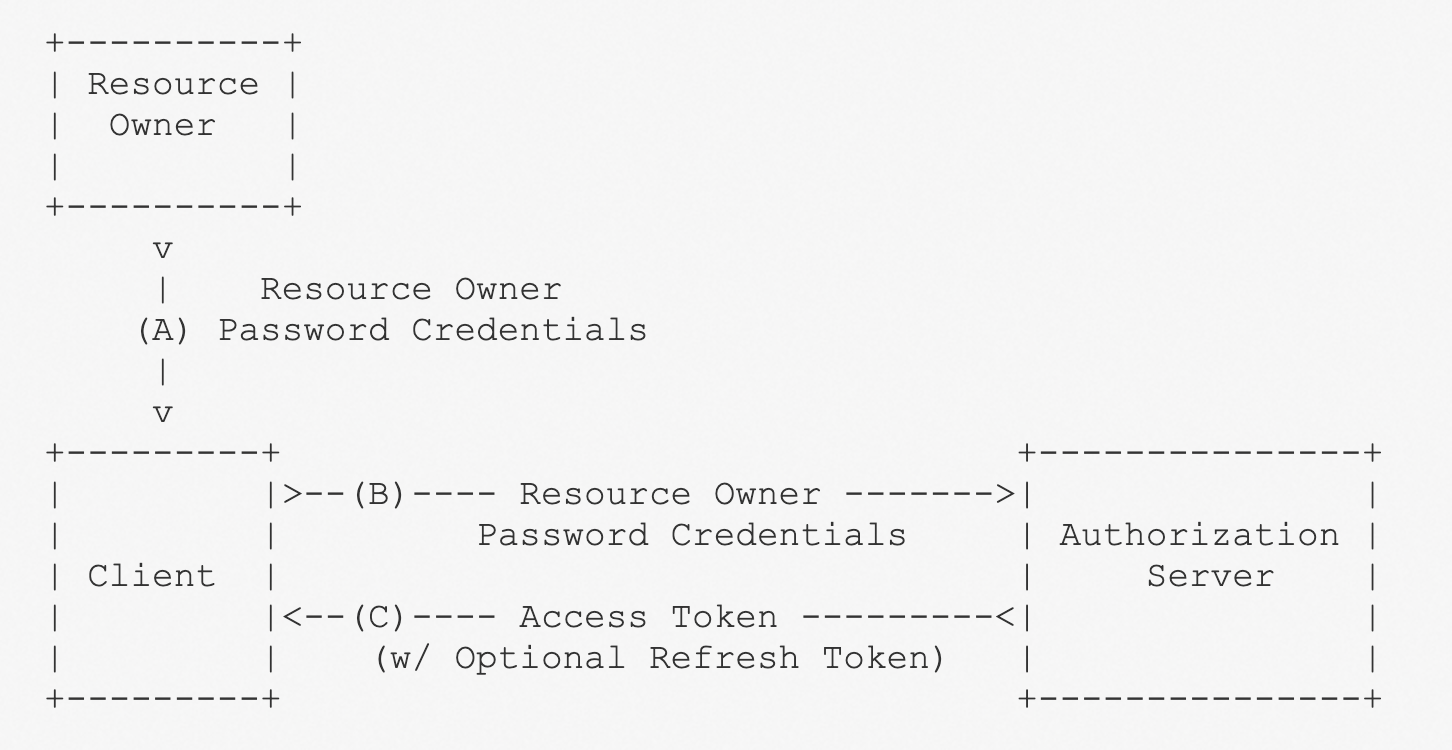 +----------+
| Resource |
|  Owner   |
|          |
+----------+
     v
     |    Resource Owner
    (A) Password Credentials
     |
     v
+---------+                                  +---------------+
|         |>--(B)---- Resource Owner ------->|               |
|         |         Password Credentials     | Authorization |
| Client  |                                  |     Server    |
|         |<--(C)---- Access Token ---------<|               |
|         |    (w/ Optional Refresh Token)   |               |
+---------+                                  +---------------+